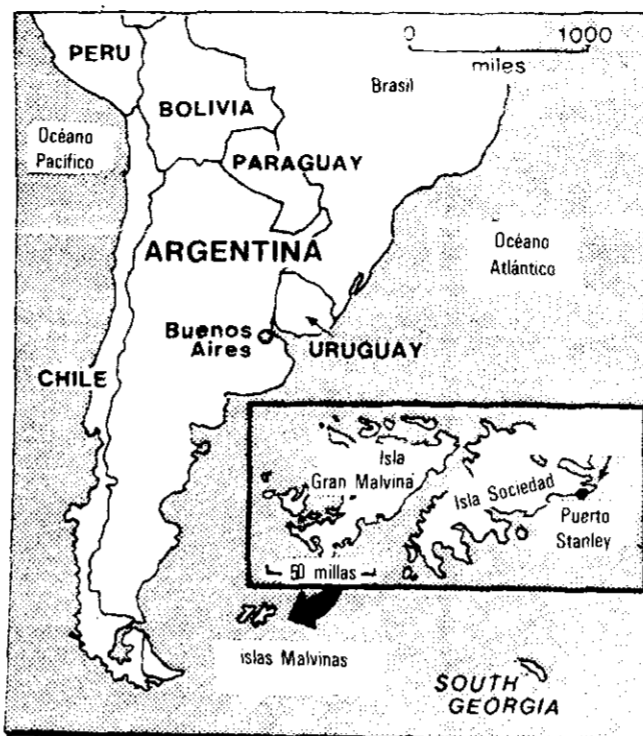 PERU
0 1000
miles
Brasil
BOLIVIA
Océano
Pacífico
PARAGUAY
ARGENTINA
Océano
Atlántico
Buenos
Aires
URUGUAY
CHILE
Isla
Gran Malvina
Isla Sociedad
Puerto
Stanley
50 millas
islas Malvinas
SOUTH
GEORGIA